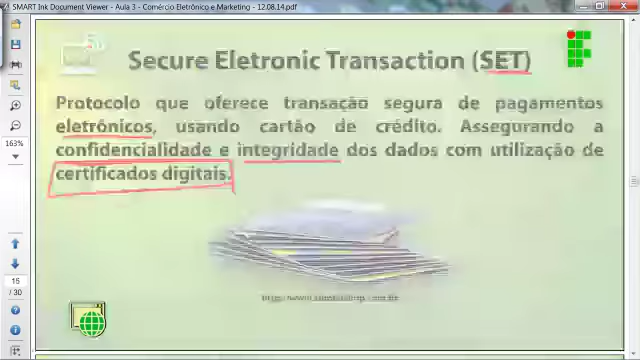 SMART Ink Document Viewer - Aula 3 - Comércio Eletrônico e Marketing - 12.08.14.pdf
Secure Eletronic Transaction (SET)
Protocolo que oferece transação segura de pagamentos
eletrônicos, usando cartão de crédito. Assegurando a
confidencialidade e integridade dos dados com utilização de
certificados digitais.
163%
15
/ 30